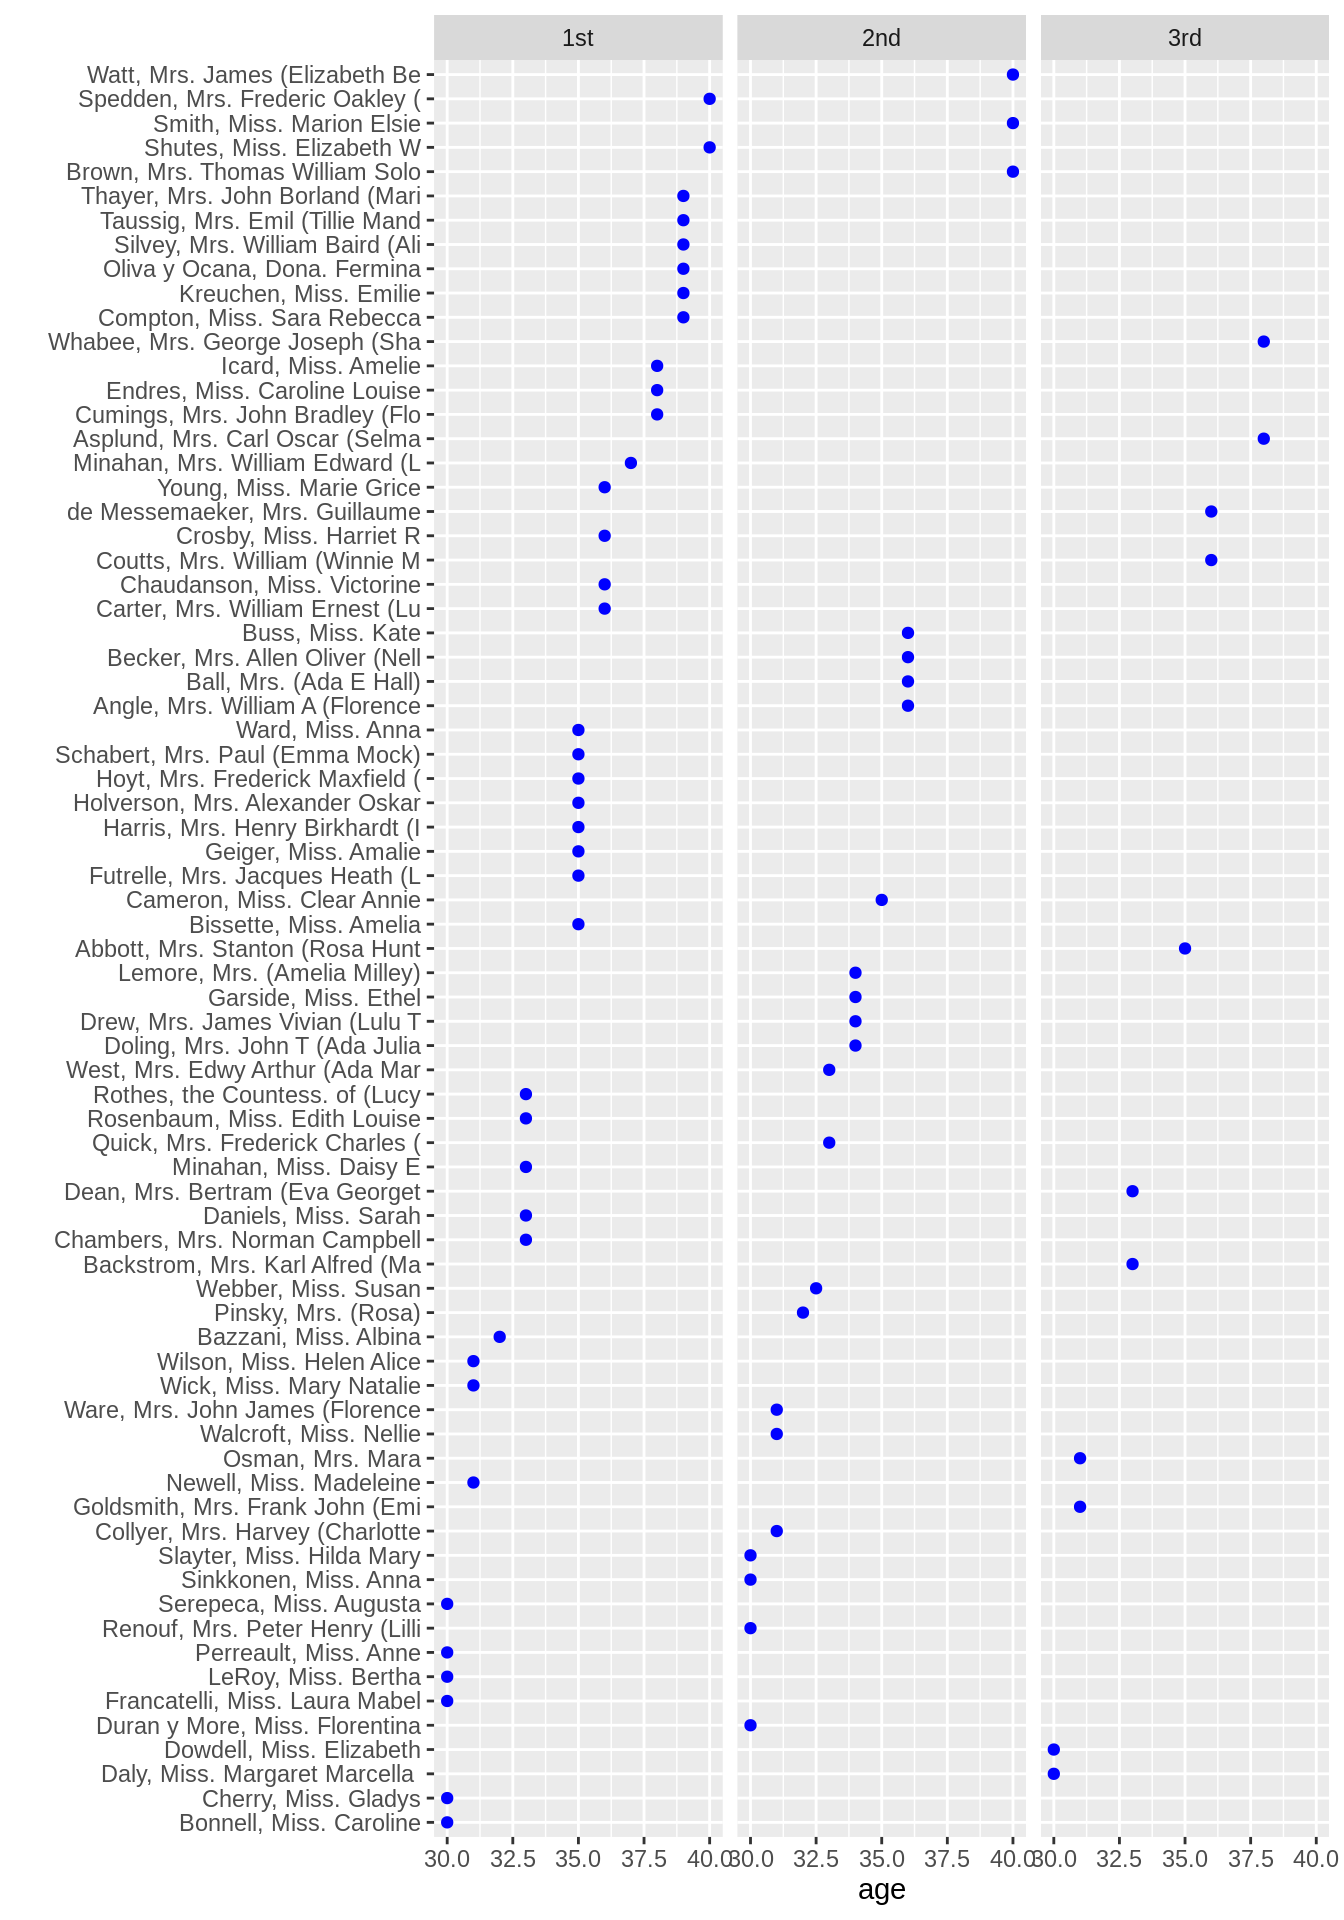 1st 2nd 3rd
Watt, Mrs. James (Elizabeth Be
Spedden, Mrs. Frederic Oakley (
Smith, Miss. Marion Elsie
Shutes, Miss. Elizabeth W
Brown, Mrs. Thomas William Solo
Thayer, Mrs. John Borland (Mari
Taussig, Mrs. Emil (Tillie Mand
Silvey, Mrs. William Baird (Ali
Oliva y Ocana, Dona. Fermina
Kreuchen, Miss. Emilie
Compton, Miss. Sara Rebecca
Whabee, Mrs. George Joseph (Sha
Icard, Miss. Amelie
Endres, Miss. Caroline Louise
Cumings, Mrs. John Bradley (Flo
Asplund, Mrs. Carl Oscar (Selma
Minahan, Mrs. William Edward (L
Young, Miss. Marie Grice
de Messemaeker, Mrs. Guillaume
Crosby, Miss. Harriet R
Coutts, Mrs. William (Winnie M
Chaudanson, Miss. Victorine
Carter, Mrs. William Ernest (Lu
Buss, Miss. Kate
Becker, Mrs. Allen Oliver (Nell
Ball, Mrs. (Ada E Hall)
Angle, Mrs. William A (Florence
Ward, Miss. Anna
Schabert, Mrs. Paul (Emma Mock)
Hoyt, Mrs. Frederick Maxfield (
Holverson, Mrs. Alexander Oskar
Harris, Mrs. Henry Birkhardt (I
Geiger, Miss. Amalie
Futrelle, Mrs. Jacques Heath (L
Cameron, Miss. Clear Annie
Bissette, Miss. Amelia
Abbott, Mrs. Stanton (Rosa Hunt
Lemore, Mrs. (Amelia Milley)
Garside, Miss. Ethel
Drew, Mrs. James Vivian (Lulu T
Doling, Mrs. John T (Ada Julia
West, Mrs. Edwy Arthur (Ada Mar
Rothes, the Countess. of (Lucy
Rosenbaum, Miss. Edith Louise
Quick, Mrs. Frederick Charles (
Minahan, Miss. Daisy E
Dean, Mrs. Bertram (Eva Georget
Daniels, Miss. Sarah
Chambers, Mrs. Norman Campbell
Backstrom, Mrs. Karl Alfred (Ma
Webber, Miss. Susan
Pinsky, Mrs. (Rosa)
Bazzani, Miss. Albina
Wilson, Miss. Helen Alice
Wick, Miss. Mary Natalie
Ware, Mrs. John James (Florence
Walcroft, Miss. Nellie
Osman, Mrs. Mara
Newell, Miss. Madeleine
Goldsmith, Mrs. Frank John (Emi
Collyer, Mrs. Harvey (Charlotte
Slayter, Miss. Hilda Mary
Sinkkonen, Miss. Anna
Serepeca, Miss. Augusta
Renouf, Mrs. Peter Henry (Lilli
Perreault, Miss. Anne
LeRoy, Miss. Bertha
Francatelli, Miss. Laura Mabel
Duran y More, Miss. Florentina
Dowdell, Miss. Elizabeth
Daly, Miss. Margaret Marcella
Cherry, Miss. Gladys
Bonnell, Miss. Caroline
30.0 32.5 35.0 37.5 40.0 30.0 32.5 35.0 37.5 40.0 30.0 32.5 35.0 37.5 40.0
age